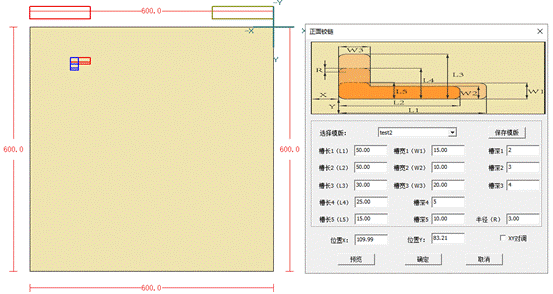 -Y
600.0
-X
Y
600.0
600.0
600.0
正面铰链
W3
R
L3
L4
L5
W2
W1
X
Y
L2
L1
选择模版:
test2
保存模版
槽长1 (L1)
50.00
槽宽1 (W1)
15.00
槽深1
2
槽长2 (L2)
50.00
槽宽2 (W2)
10.00
槽深2
3
槽长3 (L3)
30.00
槽宽3 (W3)
20.00
槽深3
4
槽长4 (L4)
25.00
槽深4
5
槽长5 (L5)
15.00
槽深5
10.00
半径 (R)
3.00
位置X:
109.99
位置Y:
83.21
XY对调
预览
确定
取消